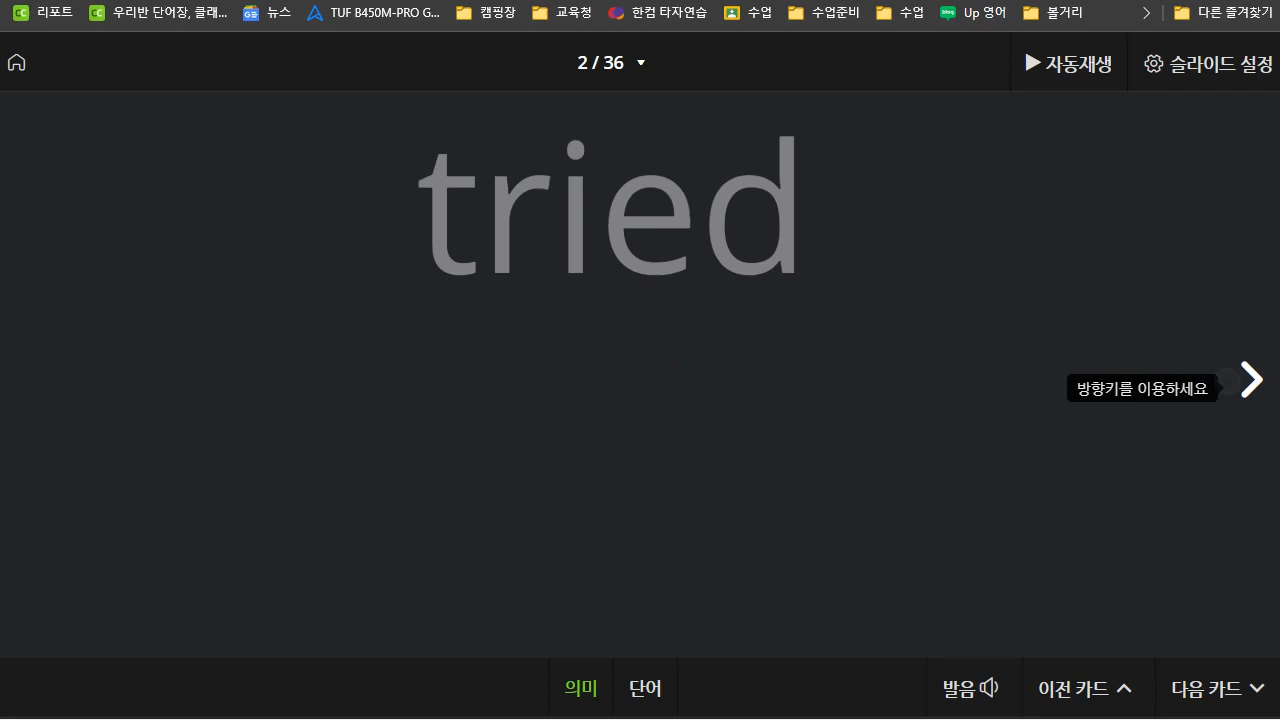 리포트 우리반 단어장, 클래... 뉴스 TUF B450M-PRO G... 캠핑장 교육청 한컴 타자연습 수업 수업준비 수업 Up 영어 볼거리 다른 즐겨찾기
2 / 36 자동재생 슬라이드 설정
tried
방향키를 이용하세요
의미 단어 발음 이전 카드 다음 카드